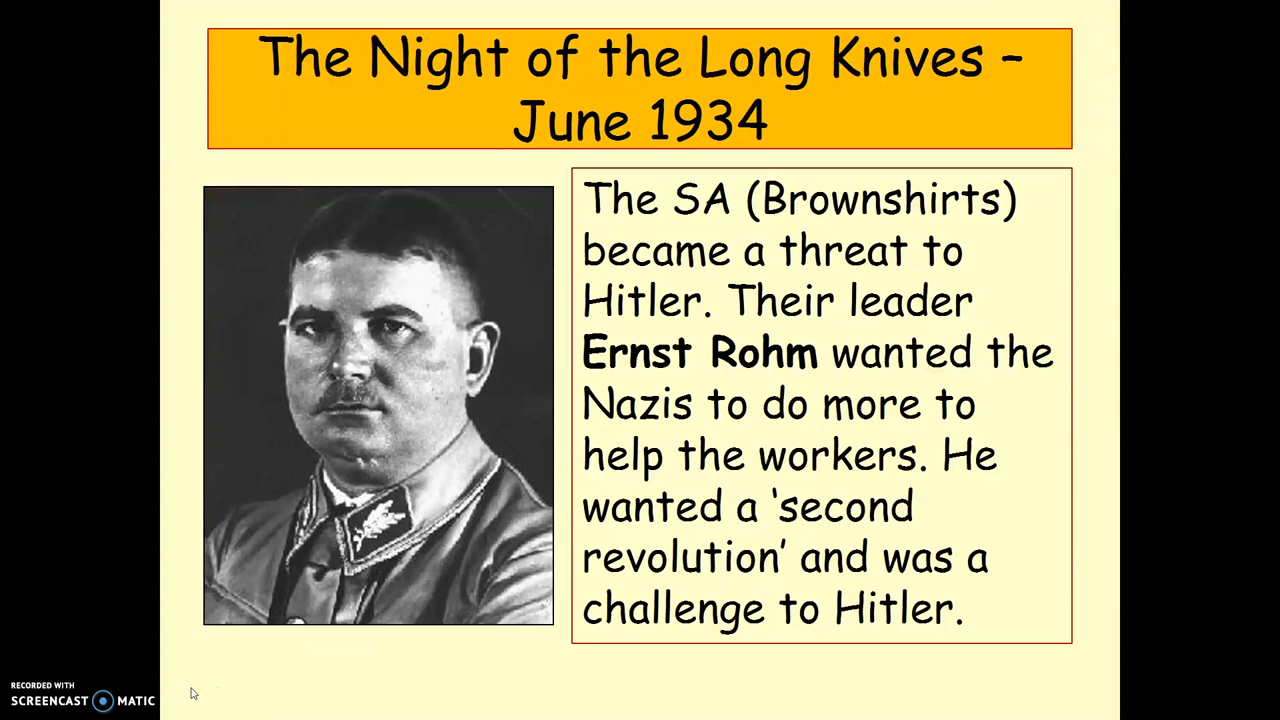 The Night of the Long Knives –
June 1934
The SA (Brownshirts)
became a threat to
Hitler. Their leader
Ernst Rohm wanted the
Nazis to do more to
help the workers. He
wanted a ‘second
revolution’ and was a
challenge to Hitler.
RECORDED WITH
SCREENCAST MATIC